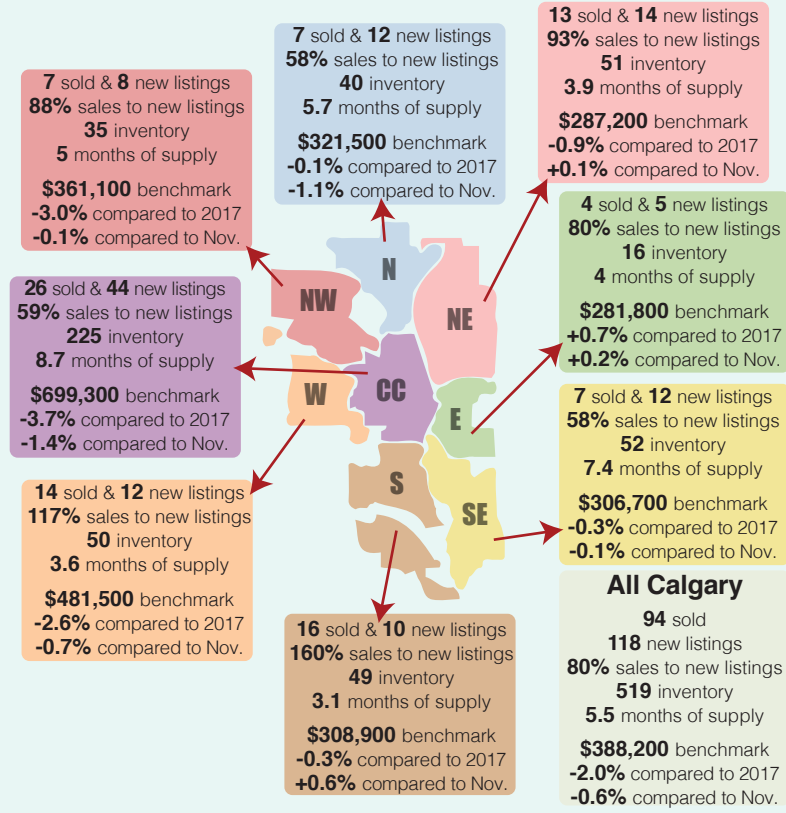 7 sold & 8 new listings
88% sales to new listings
35 inventory
5 months of supply
$361,100 benchmark
-3.0% compared to 2017
-0.1% compared to Nov.
7 sold & 12 new listings
58% sales to new listings
40 inventory
5.7 months of supply
$321,500 benchmark
-0.1% compared to 2017
-1.1% compared to Nov.
13 sold & 14 new listings
93% sales to new listings
51 inventory
3.9 months of supply
$287,200 benchmark
-0.9% compared to 2017
+0.1% compared to Nov.
4 sold & 5 new listings
80% sales to new listings
16 inventory
4 months of supply
$281,800 benchmark
+0.7% compared to 2017
+0.2% compared to Nov.
26 sold & 44 new listings
59% sales to new listings
225 inventory
8.7 months of supply
$699,300 benchmark
-3.7% compared to 2017
-1.4% compared to Nov.
N
NW
NE
W
CC
E
S
SE
7 sold & 12 new listings
58% sales to new listings
52 inventory
7.4 months of supply
$306,700 benchmark
-0.3% compared to 2017
-0.1% compared to Nov.
14 sold & 12 new listings
117% sales to new listings
50 inventory
3.6 months of supply
$481,500 benchmark
-2.6% compared to 2017
-0.7% compared to Nov.
16 sold & 10 new listings
160% sales to new listings
49 inventory
3.1 months of supply
$308,900 benchmark
-0.3% compared to 2017
+0.6% compared to Nov.
All Calgary
94 sold
118 new listings
80% sales to new listings
519 inventory
5.5 months of supply
$388,200 benchmark
-2.0% compared to 2017
-0.6% compared to Nov.